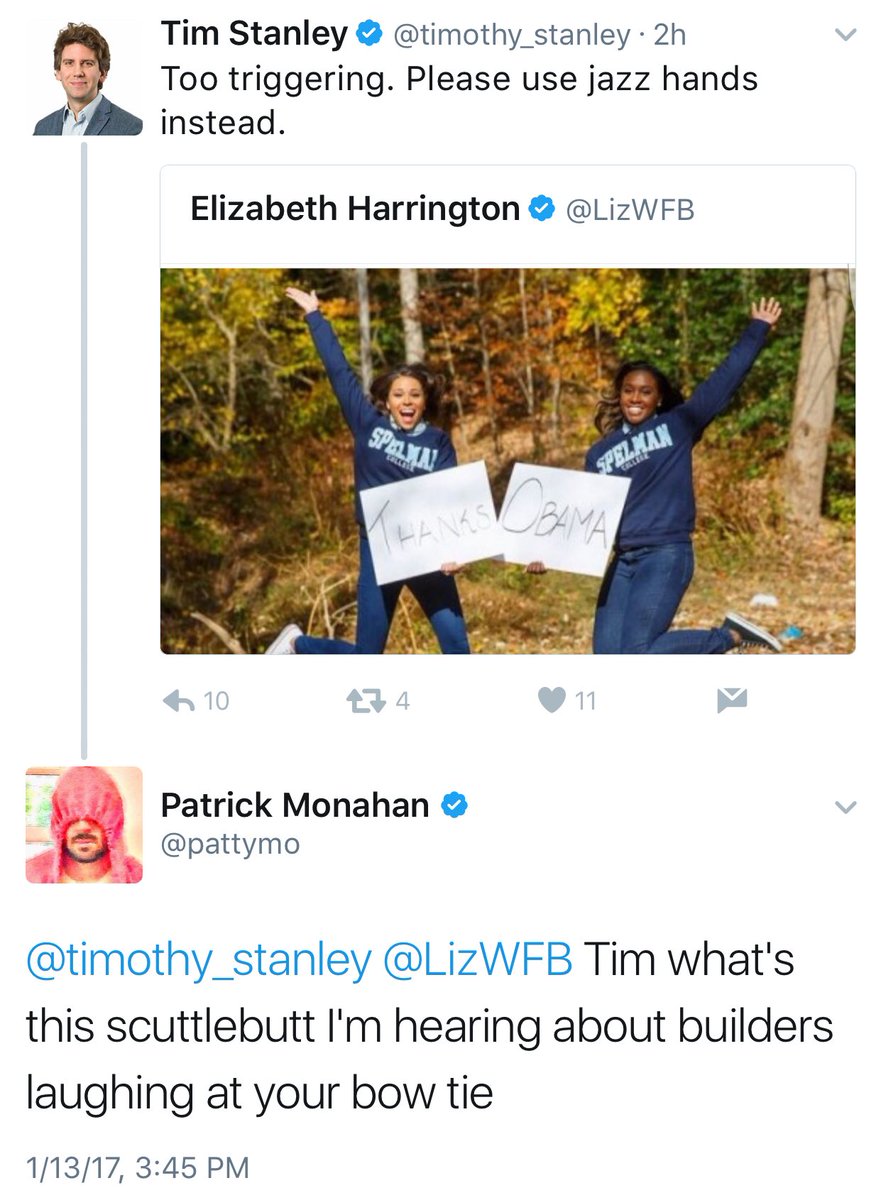 Tim Stanley @timothy_stanley · 2h
Too triggering. Please use jazz hands
instead.
Elizabeth Harrington @LizWFB
SPELMAN
COLLEGE
SPELMAN
COLLEGE
THANKS OBAMA
10 4 11
Patrick Monahan
@pattymo
@timothy_stanley @LizWFB Tim what's
this scuttlebutt I'm hearing about builders
laughing at your bow tie
1/13/17, 3:45 PM